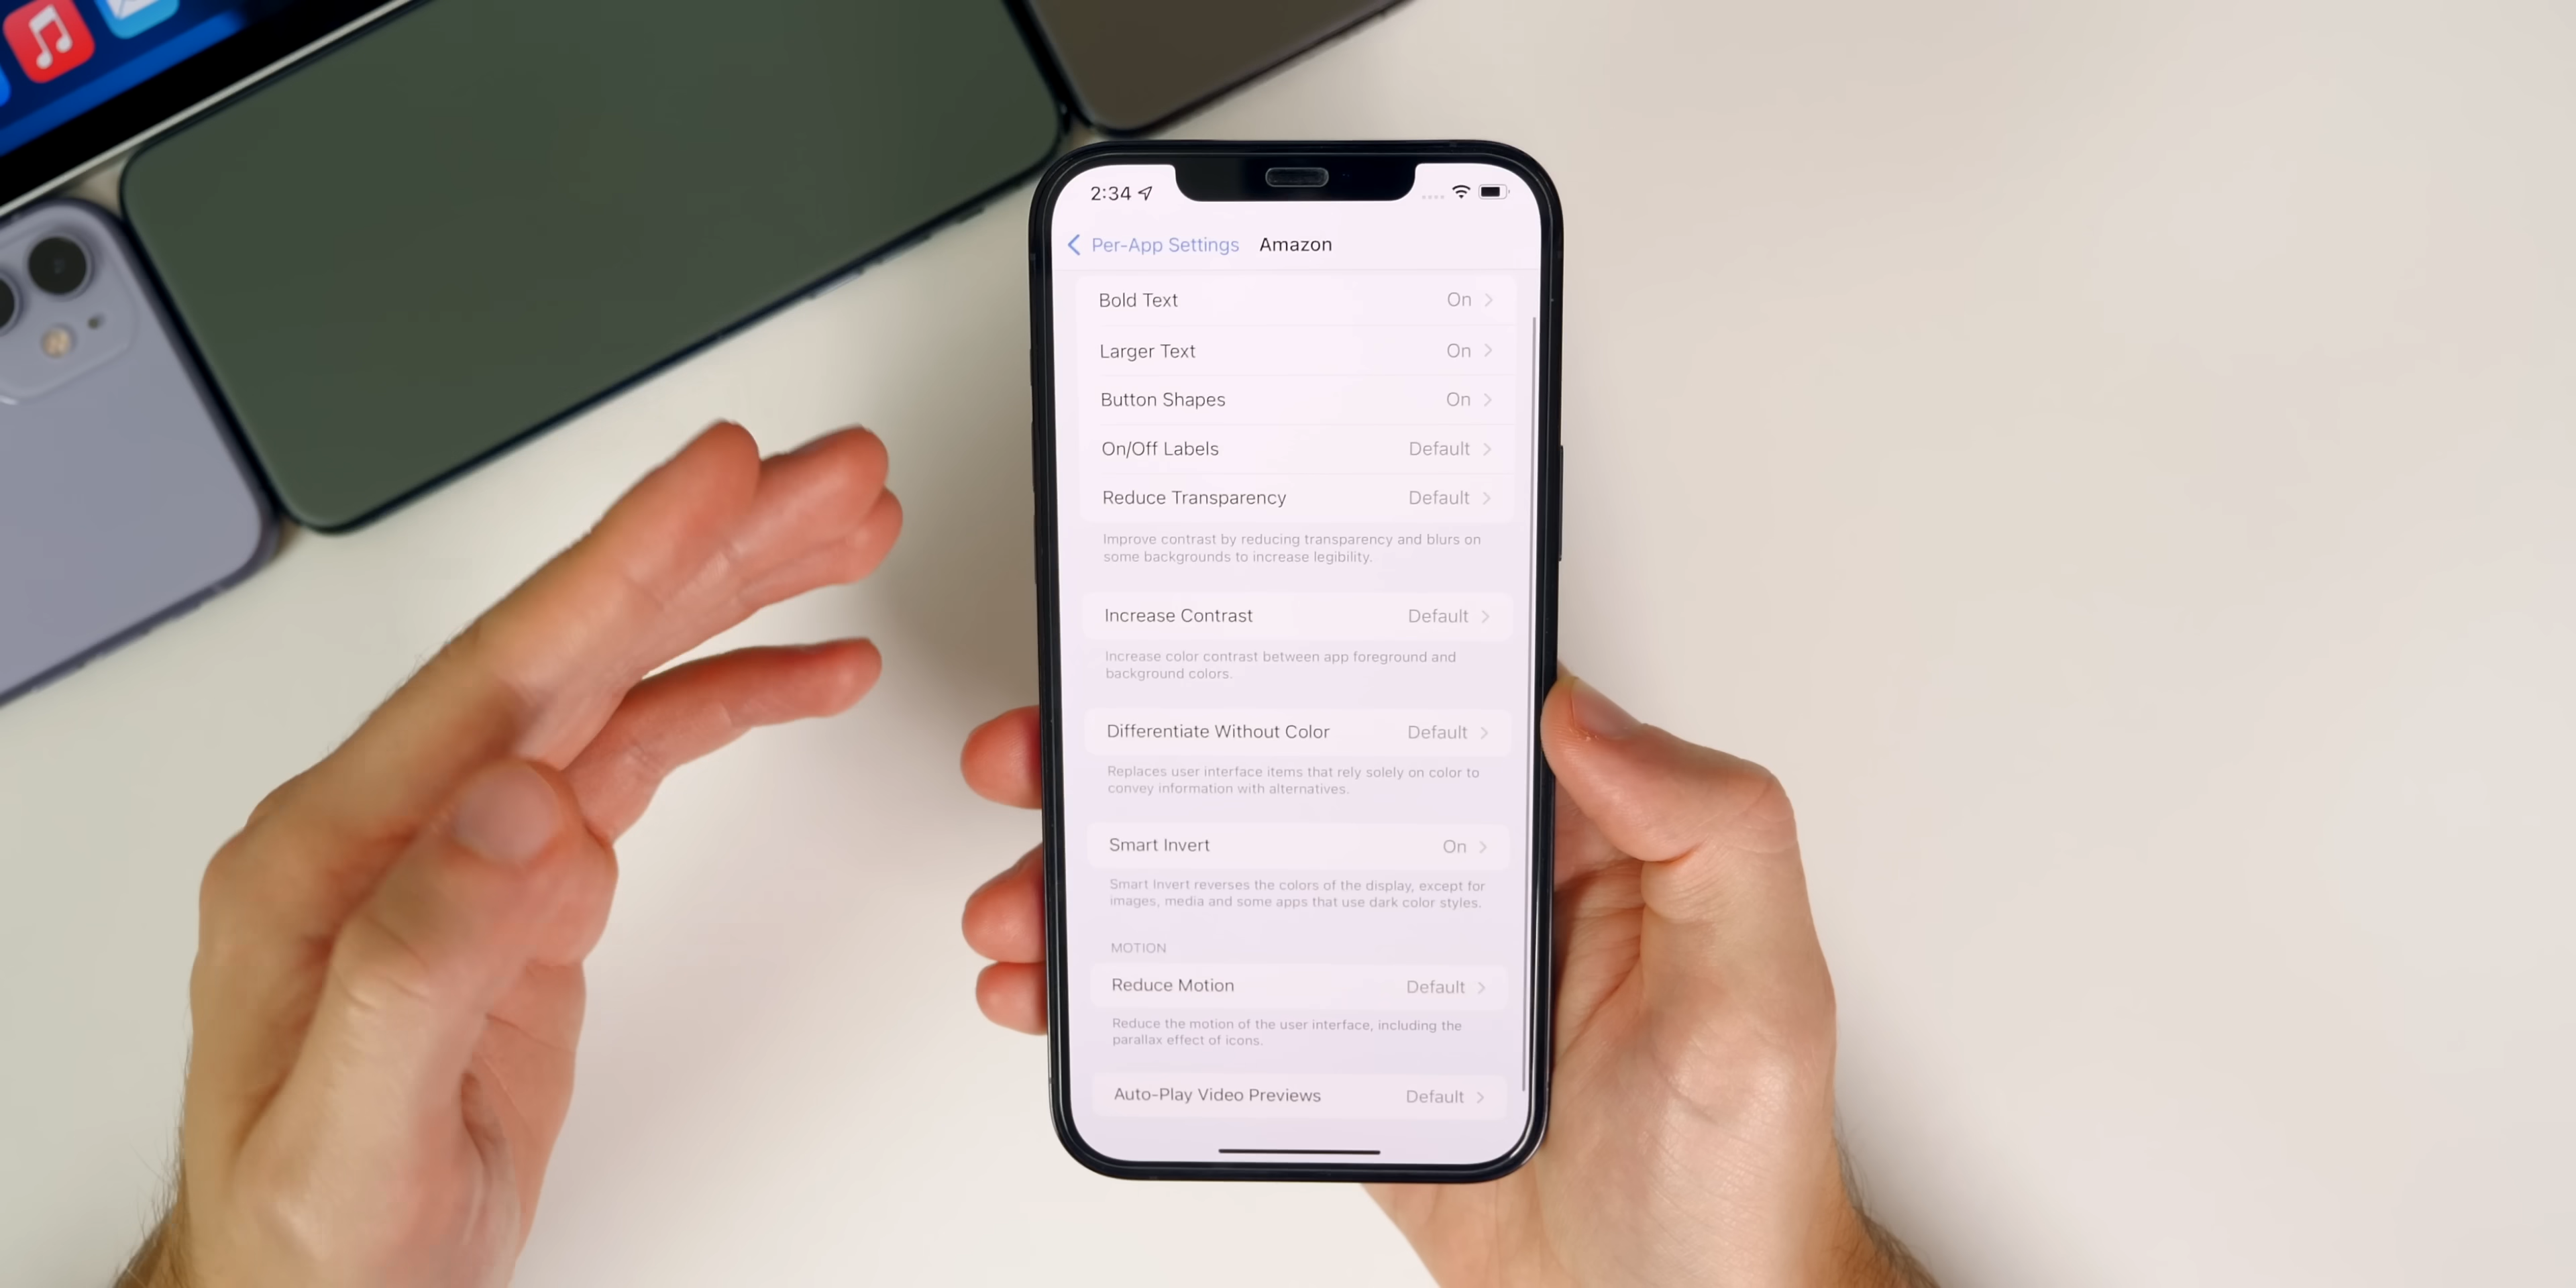 2:34
Per-App Settings Amazon
Bold Text On
Larger Text On
Button Shapes On
On/Off Labels Default
Reduce Transparency Default
Improve contrast by reducing transparency and blurs on
some backgrounds to increase legibility.
Increase Contrast Default
Increase color contrast between app foreground and
background colors.
Differentiate Without Color Default
Replaces user interface items that rely solely on color to
convey information with alternatives.
Smart Invert On
Smart Invert reverses the colors of the display, except for
images, media and some apps that use dark color styles.
MOTION
Reduce Motion Default
Reduce the motion of the user interface, including the
parallax effect of icons.
Auto-Play Video Previews Default